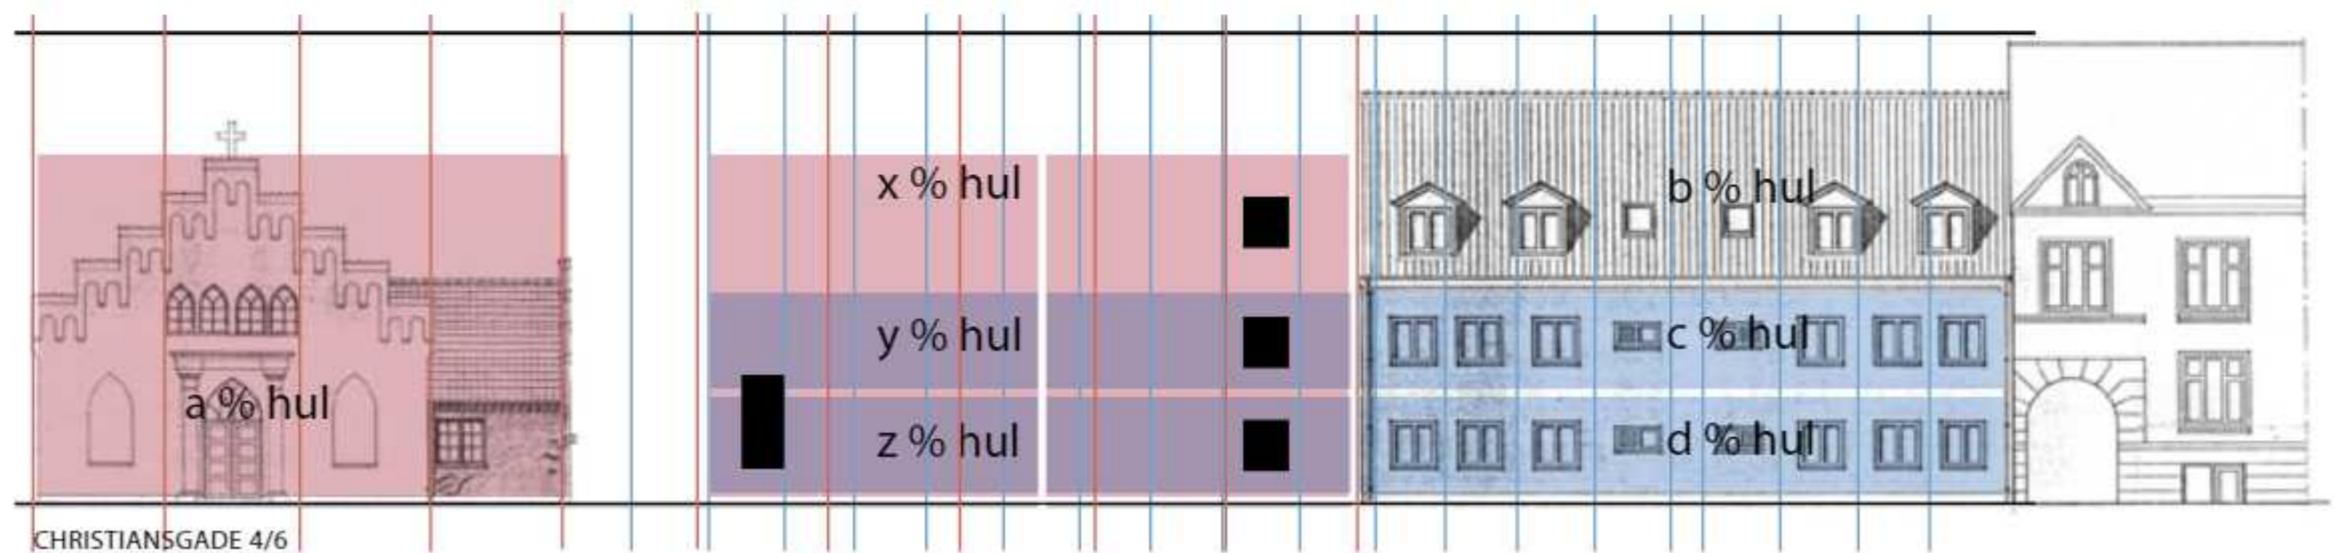 x % hul
b % hul
y % hul
c % hul
a % hul
z % hul
d % hul
CHRISTIANSGADE 4/6